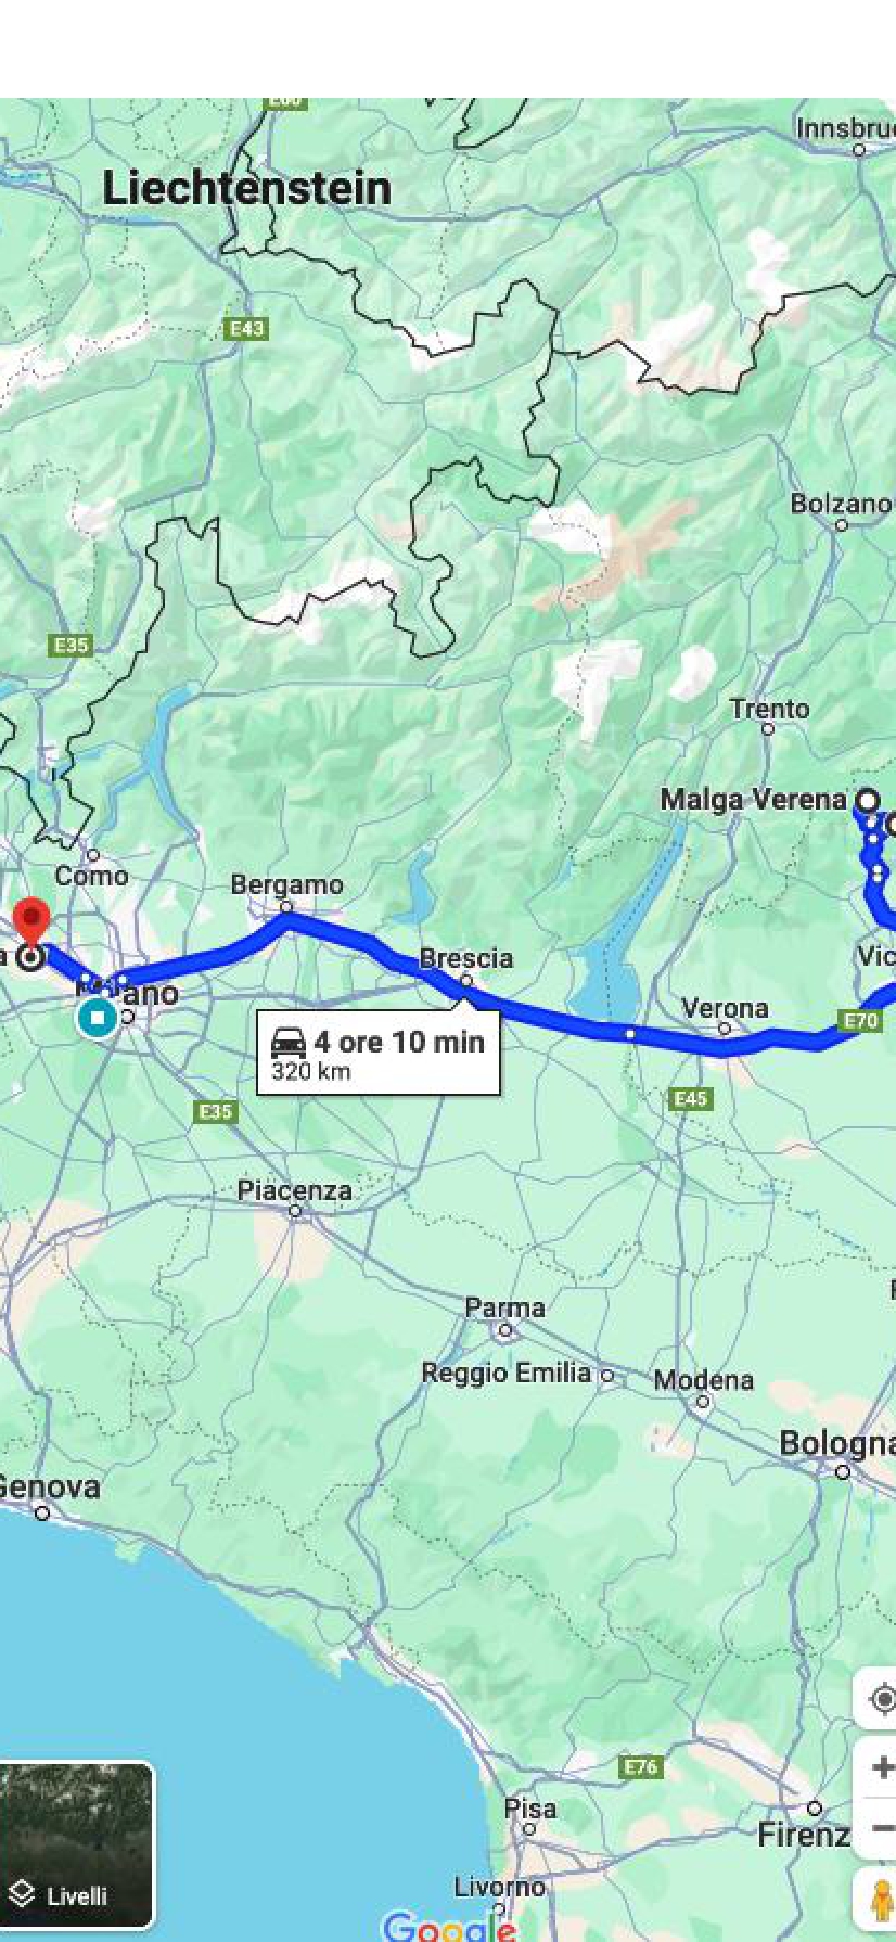 E60
Innsbruc
Liechtenstein
E43
Bolzano
E35
Trento
Malga Verena
Como
Bergamo
a
Brescia
Vic
Milano
Verona
E70
4 ore 10 min
320 km
E45
E35
Piacenza
Parma
Reggio Emilia
Modena
Bologna
Genova
E76
Pisa
Firenz
Livelli
Livorno
Google